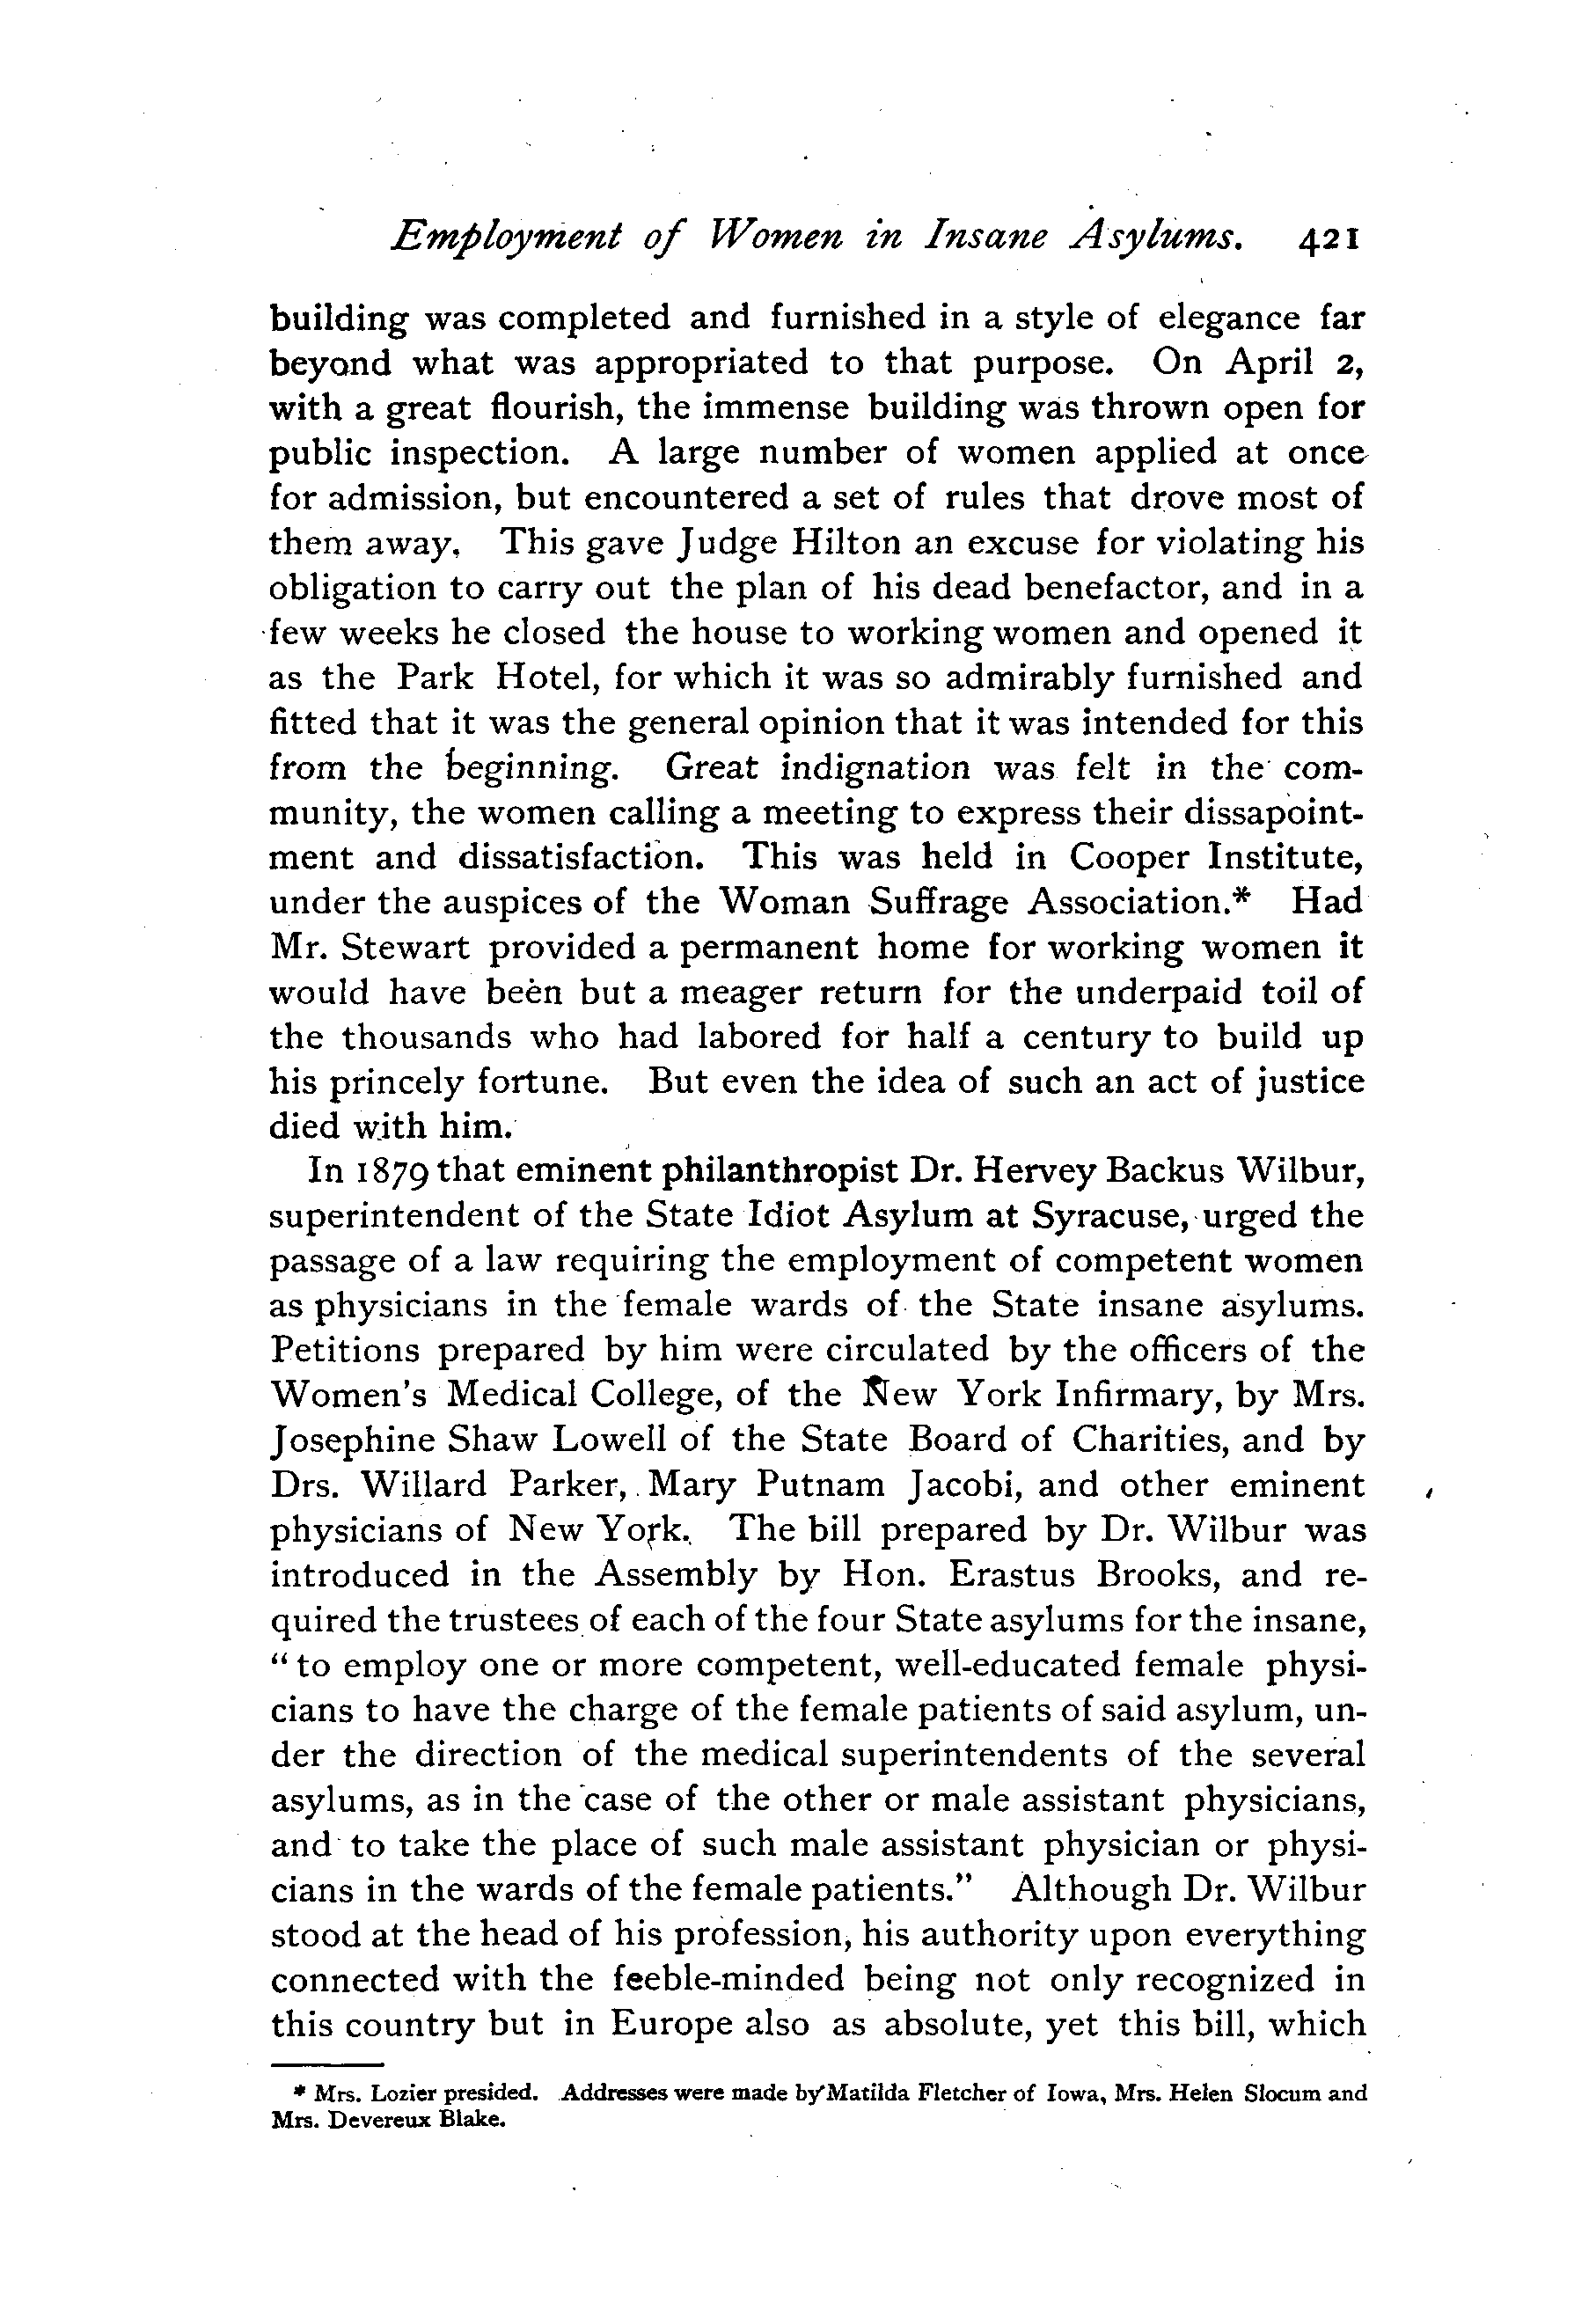 Employment of Women in Insane Asylums. 421
building was completed and furnished in a style of elegance far
beyond what was appropriated to that purpose. On April 2,
with a great flourish, the immense building was thrown open for
public inspection. A large number of women applied at once
for admission, but encountered a set of rules that drove most of
them away. This gave Judge Hilton an excuse for violating his
obligation to carry out the plan of his dead benefactor, and in a
few weeks he closed the house to working women and opened it
as the Park Hotel, for which it was so admirably furnished and
fitted that it was the general opinion that it was intended for this
from the beginning. Great indignation was felt in the com-
munity, the women calling a meeting to express their dissapoint-
ment and dissatisfaction. This was held in Cooper Institute,
under the auspices of the Woman Suffrage Association.* Had
Mr. Stewart provided a permanent home for working women it
would have been but a meager return for the underpaid toil of
the thousands who had labored for half a century to build up
his princely fortune. But even the idea of such an act of justice
died with him.
In 1879 that eminent philanthropist Dr. Hervey Backus Wilbur,
superintendent of the State Idiot Asylum at Syracuse, urged the
passage of a law requiring the employment of competent women
as physicians in the female wards of the State insane asylums.
Petitions prepared by him were circulated by the officers of the
Women's Medical College, of the New York Infirmary, by Mrs.
Josephine Shaw Lowell of the State Board of Charities, and by
Drs. Willard Parker, Mary Putnam Jacobi, and other eminent
physicians of New York. The bill prepared by Dr. Wilbur was
introduced in the Assembly by Hon. Erastus Brooks, and re-
quired the trustees of each of the four State asylums for the insane,
"to employ one or more competent, well-educated female physi-
cians to have the charge of the female patients of said asylum, un-
der the direction of the medical superintendents of the several
asylums, as in the case of the other or male assistant physicians,
and to take the place of such male assistant physician or physi-
cians in the wards of the female patients." Although Dr. Wilbur
stood at the head of his profession, his authority upon everything
connected with the feeble-minded being not only recognized in
this country but in Europe also as absolute, yet this bill, which
* Mrs. Lozier presided. Addresses were made by Matilda Fletcher of Iowa, Mrs. Helen Slocum and
Mrs. Devereux Blake.